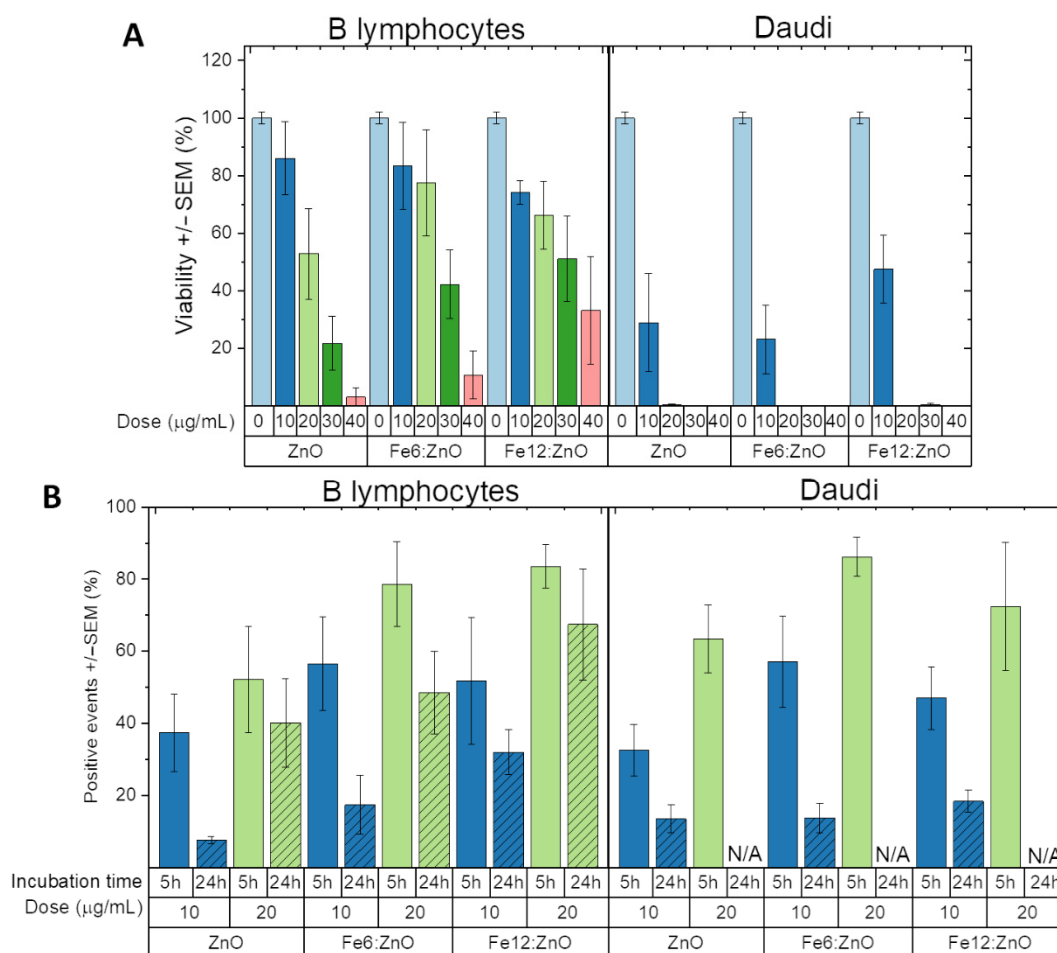 A
B lymphocytes Daudi
Viability +/- SEM (%)
120
100
80
60
40
20
Dose (µg/mL) 0 10 20 30 40 0 10 20 30 40 0 10 20 30 40 0 10 20 30 40 0 10 20 30 40 0 10 20 30 40
ZnO Fe6:ZnO Fe12:ZnO ZnO Fe6:ZnO Fe12:ZnO
B
B lymphocytes Daudi
Positive events +/-SEM (%)
100
80
60
40
20
N/A N/A N/A
Incubation time 5h 24h 5h 24h 5h 24h 5h 24h 5h 24h 5h 24h 5h 24h 5h 24h 5h 24h 5h 24h 5h 24h 5h 24h
Dose (µg/mL) 10 20 10 20 10 20 10 20 10 20 10 20
ZnO Fe6:ZnO Fe12:ZnO ZnO Fe6:ZnO Fe12:ZnO